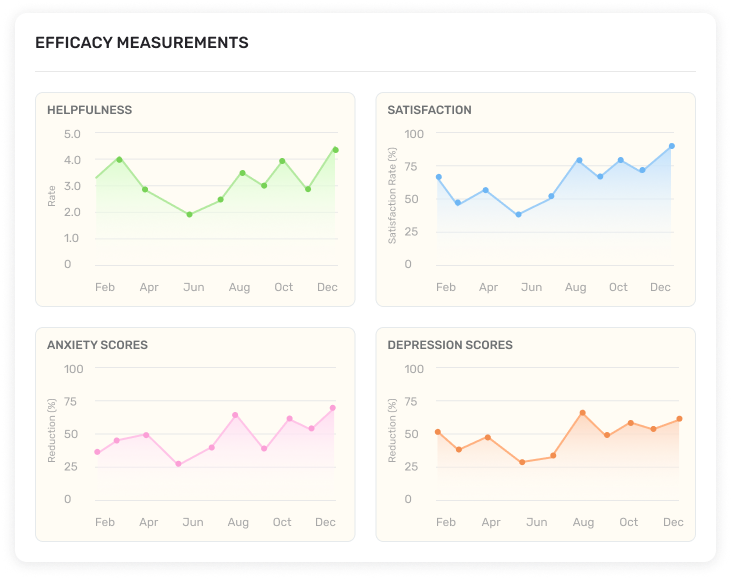 EFFICACY MEASUREMENTS
HELPFULNESS
5.0
4.0
3.0
2.0
1.0
0
Rate
Feb Apr Jun Aug Oct Dec
SATISFACTION
100
75
50
25
0
Satisfaction Rate (%)
Feb Apr Jun Aug Oct Dec
ANXIETY SCORES
100
75
50
25
0
Reduction (%)
Feb Apr Jun Aug Oct Dec
DEPRESSION SCORES
100
75
50
25
0
Reduction (%)
Feb Apr Jun Aug Oct Dec